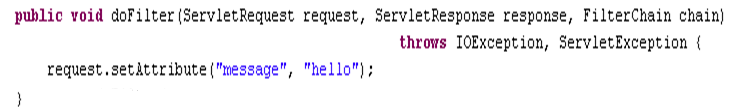 public void doFilter(ServletRequest request, ServletResponse response, FilterChain chain)
throws IOException, ServletException {
request.setAttribute("message", "hello");
}